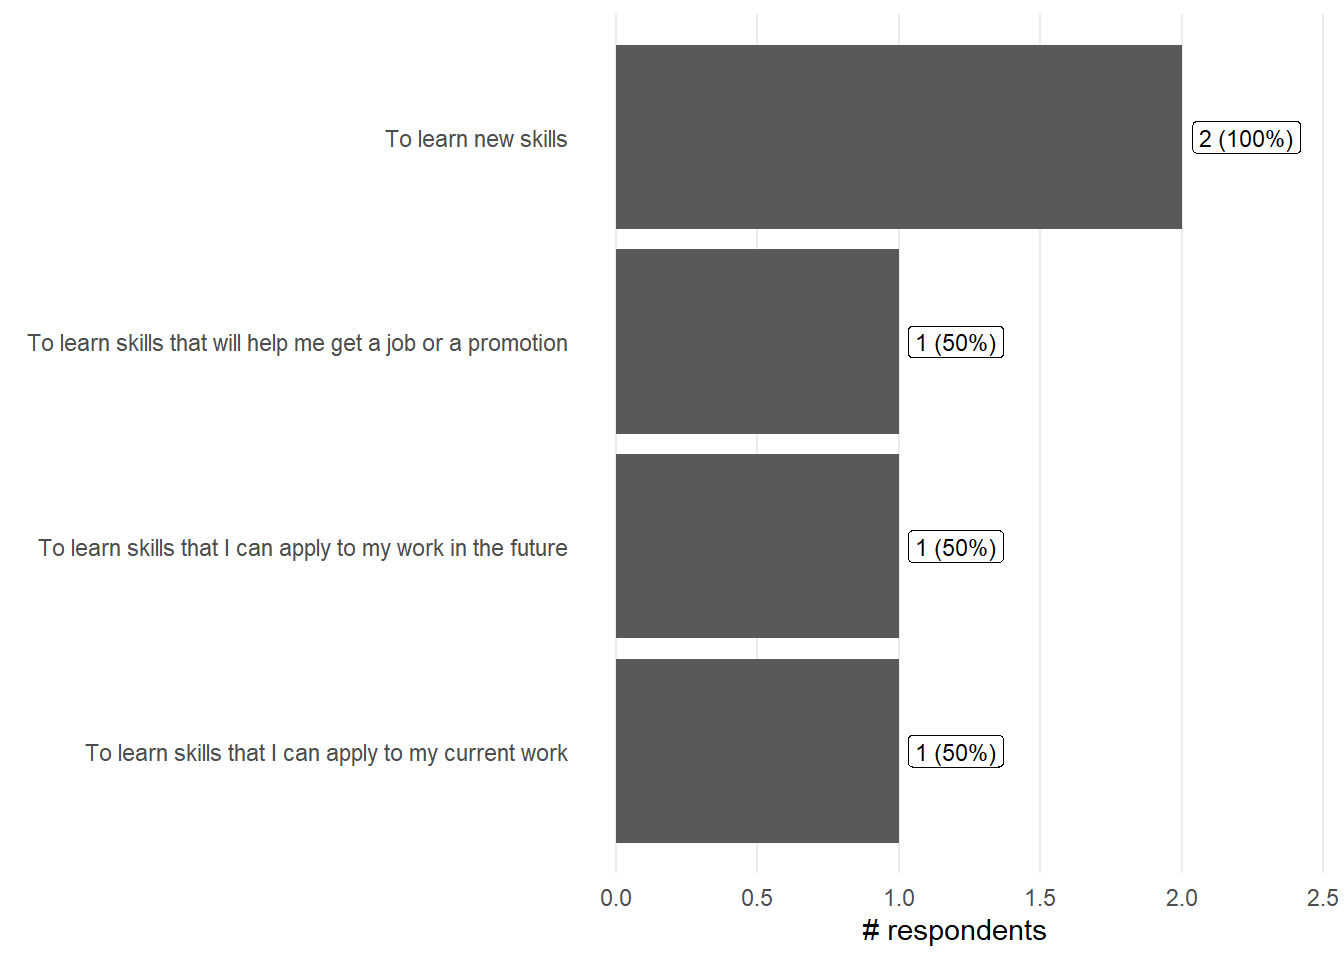 To learn new skills
2 (100%)
To learn skills that will help me get a job or a promotion
1 (50%)
To learn skills that I can apply to my work in the future
1 (50%)
To learn skills that I can apply to my current work
1 (50%)
0.0 0.5 1.0 1.5 2.0 2.5
# respondents